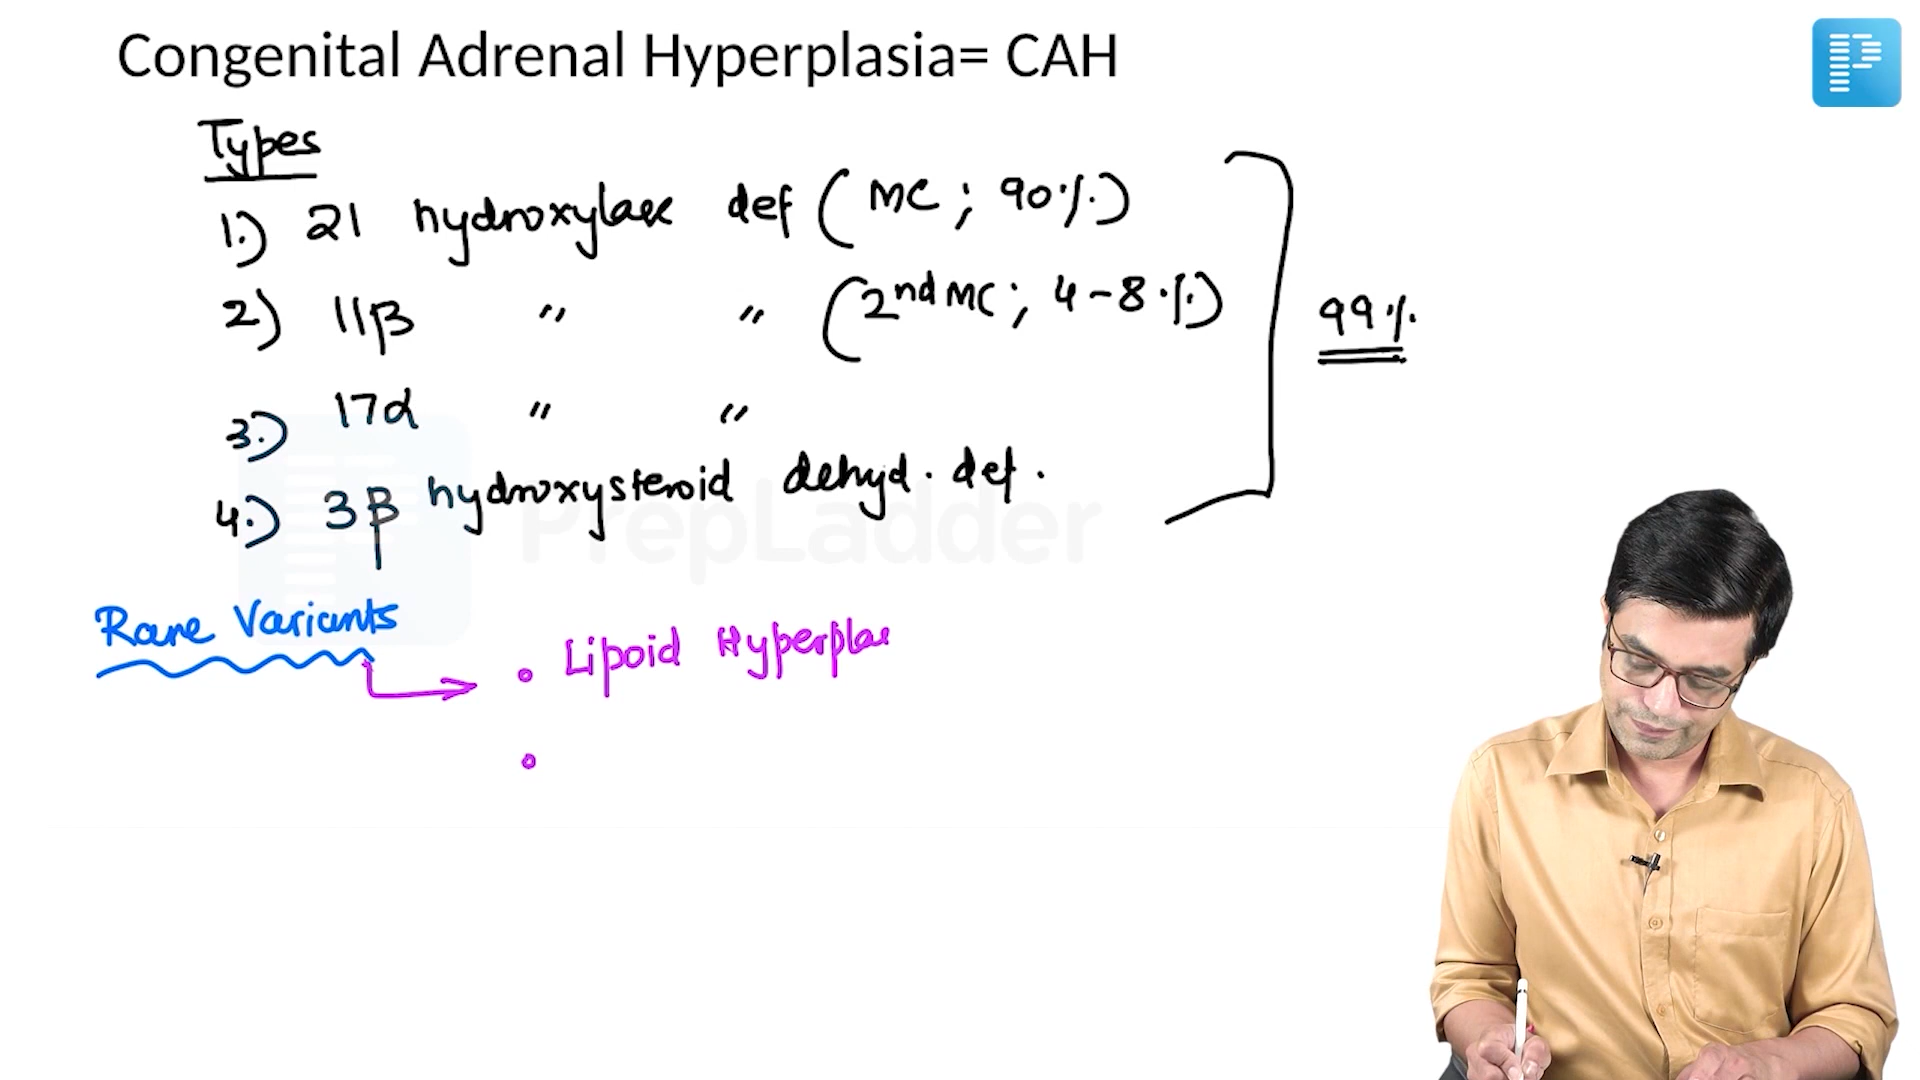 Congenital Adrenal Hyperplasia= CAH
Types
1.) 21 hydroxylase def (MC; 90%)
2) 11β " " (2nd MC; 4-8%)
3.) 17α " "
4.) 3β hydroxysteroid dehyd. def.
99%
PrepLadder
Rare Variants
Lipoid Hyperplas